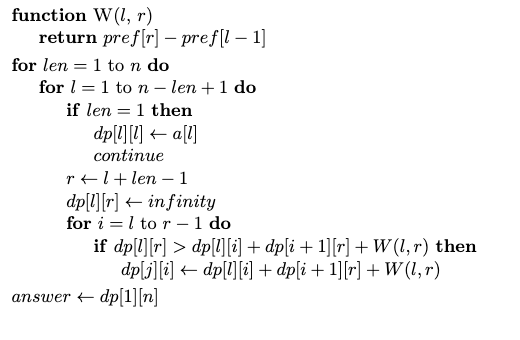 function W(l, r)
return pref[r] − pref[l − 1]
for len = 1 to n do
for l = 1 to n − len + 1 do
if len = 1 then
dp[l][l] ← a[l]
continue
r ← l + len − 1
dp[l][r] ← infinity
for i = l to r − 1 do
if dp[l][r] > dp[l][i] + dp[i + 1][r] + W(l, r) then
dp[j][i] ← dp[l][i] + dp[i + 1][r] + W(l, r)
answer ← dp[1][n]